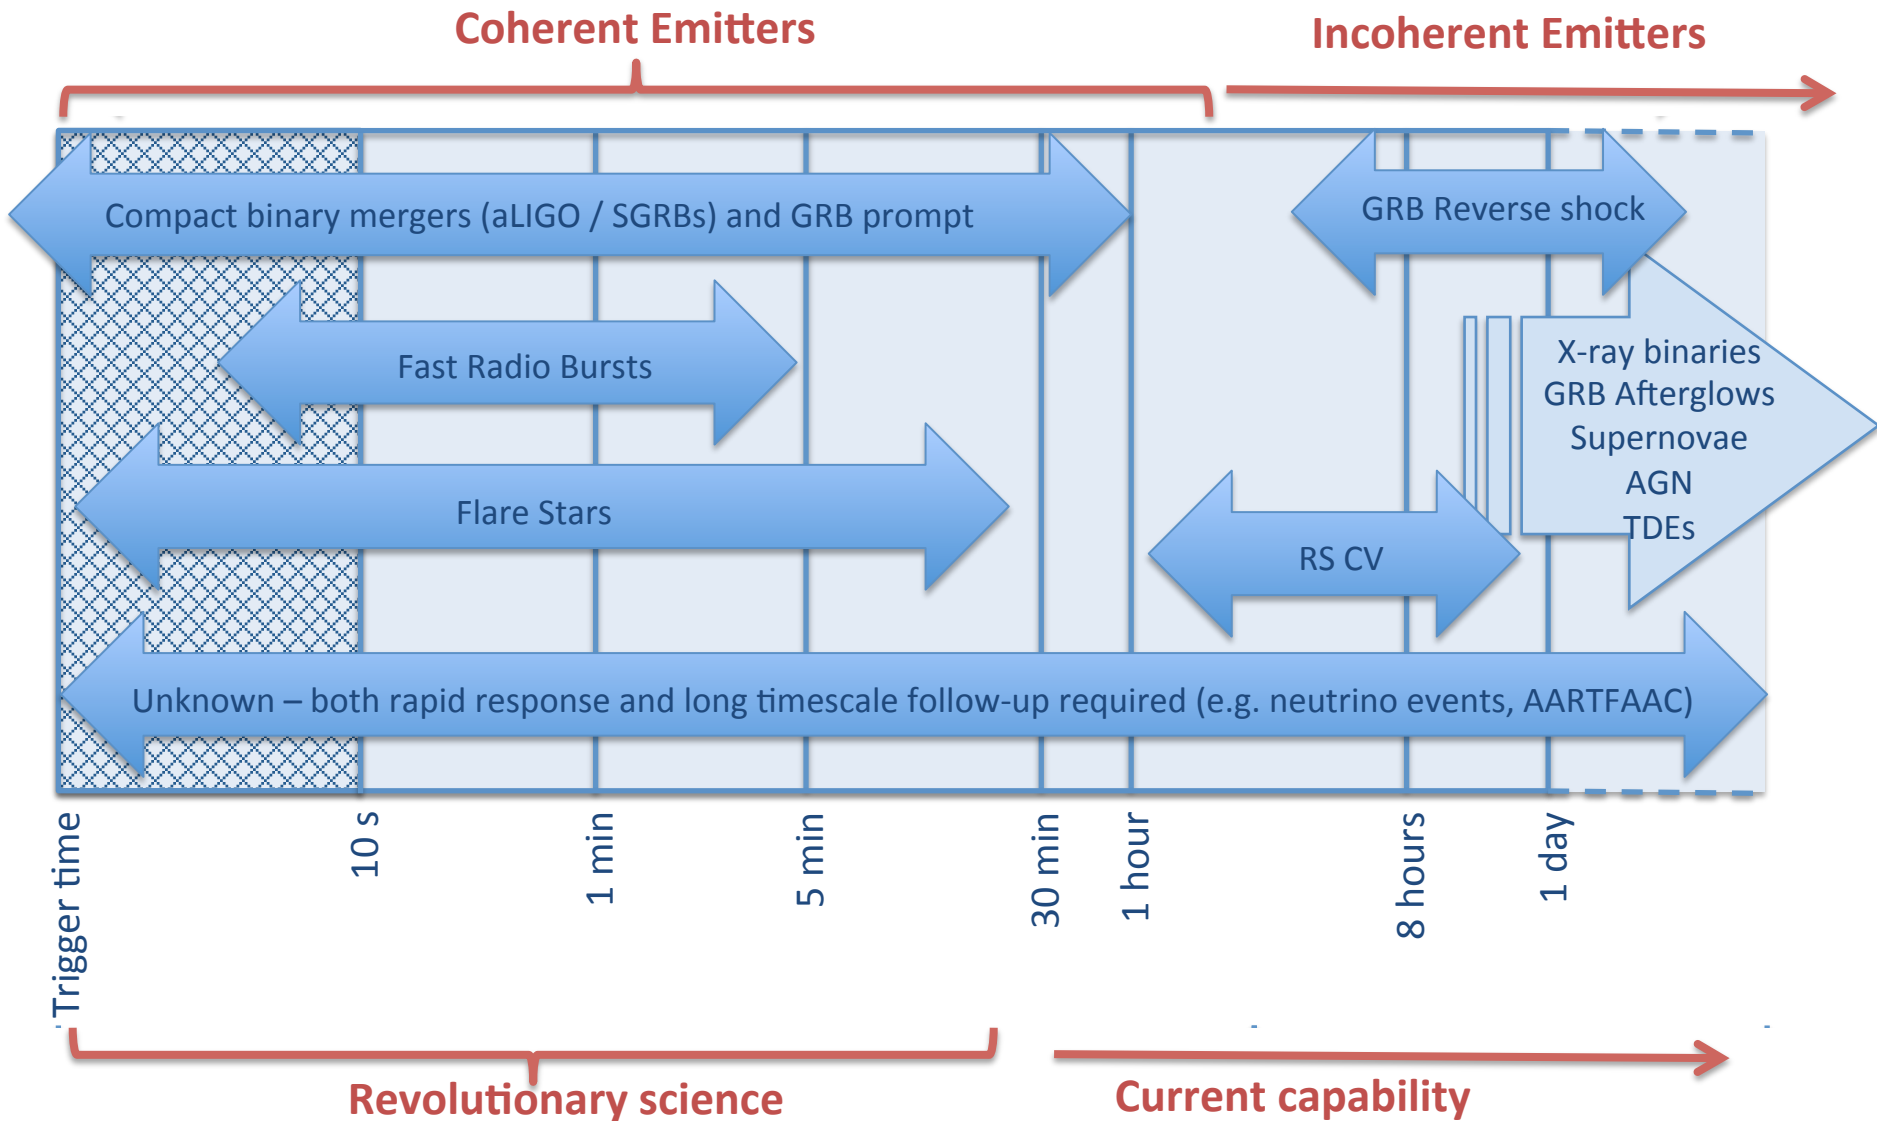 Coherent Emitters
Incoherent Emitters
Compact binary mergers (aLIGO / SGRBs) and GRB prompt
GRB Reverse shock
Fast Radio Bursts
X-ray binaries
GRB Afterglows
Supernovae
AGN
TDEs
Flare Stars
RS CV
Unknown – both rapid response and long timescale follow-up required (e.g. neutrino events, AARTFAAC)
Trigger time
10 s
1 min
5 min
30 min
1 hour
8 hours
1 day
Revolutionary science
Current capability